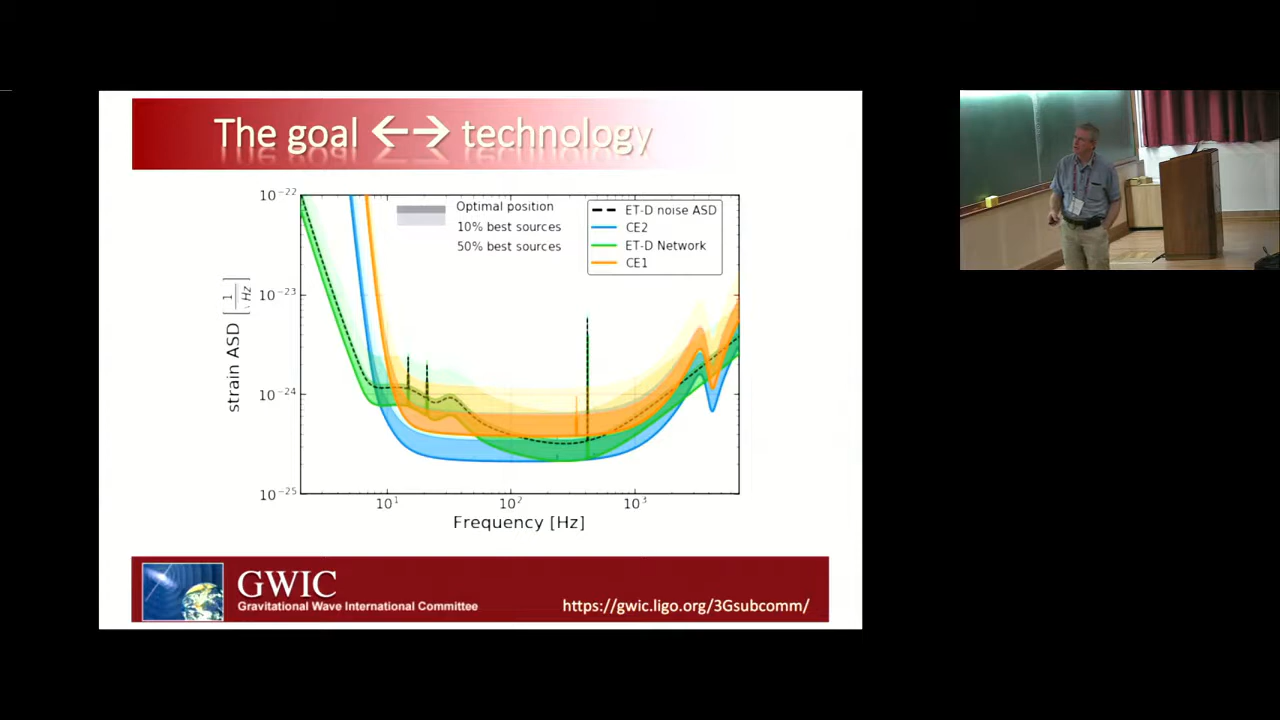 The goal ←→ technology
10⁻²²
10⁻²³
10⁻²⁴
10⁻²⁵
strain ASD [1/√Hz]
Optimal position
10% best sources
50% best sources
ET-D noise ASD
CE2
ET-D Network
CE1
10¹
10²
10³
Frequency [Hz]
GWIC
Gravitational Wave International Committee
https://gwic.ligo.org/3Gsubcomm/